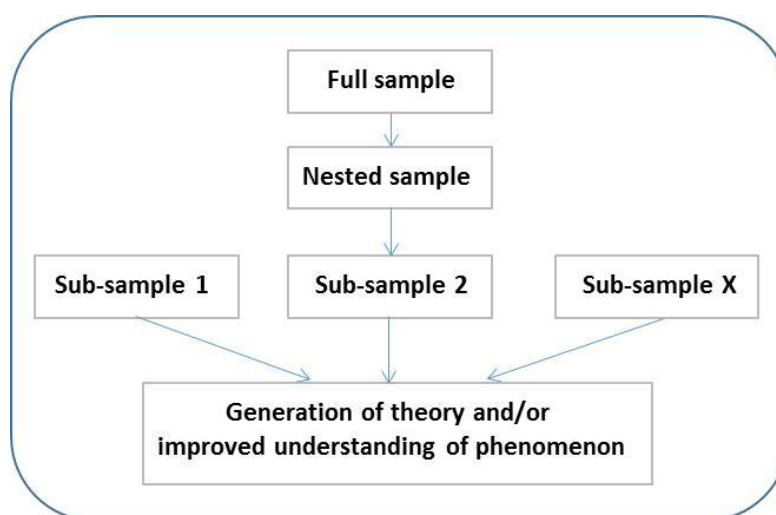 Full sample
Nested sample
Sub-sample 1
Sub-sample 2
Sub-sample X
Generation of theory and/or
improved understanding of phenomenon